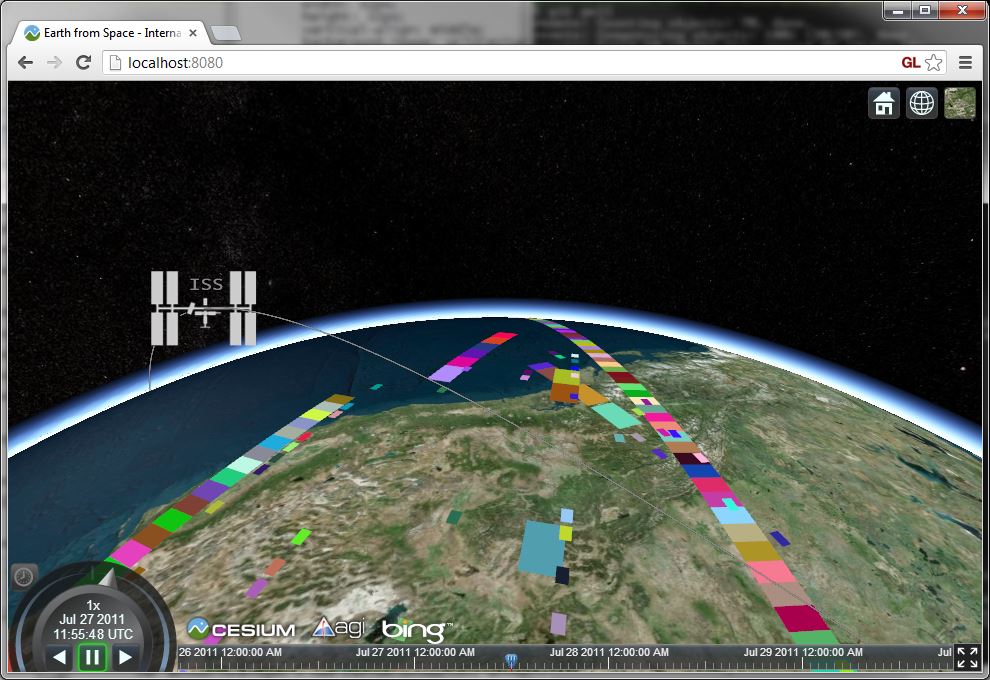 Earth from Space - Interna
localhost:8080
GL
ISS
1x
Jul 27 2011
11:55:48 UTC
CESIUM
agi
bing™
26 2011 12:00:00 AM
Jul 27 2011 12:00:00 AM
Jul 28 2011 12:00:00 AM
Jul 29 2011 12:00:00 AM
Jul